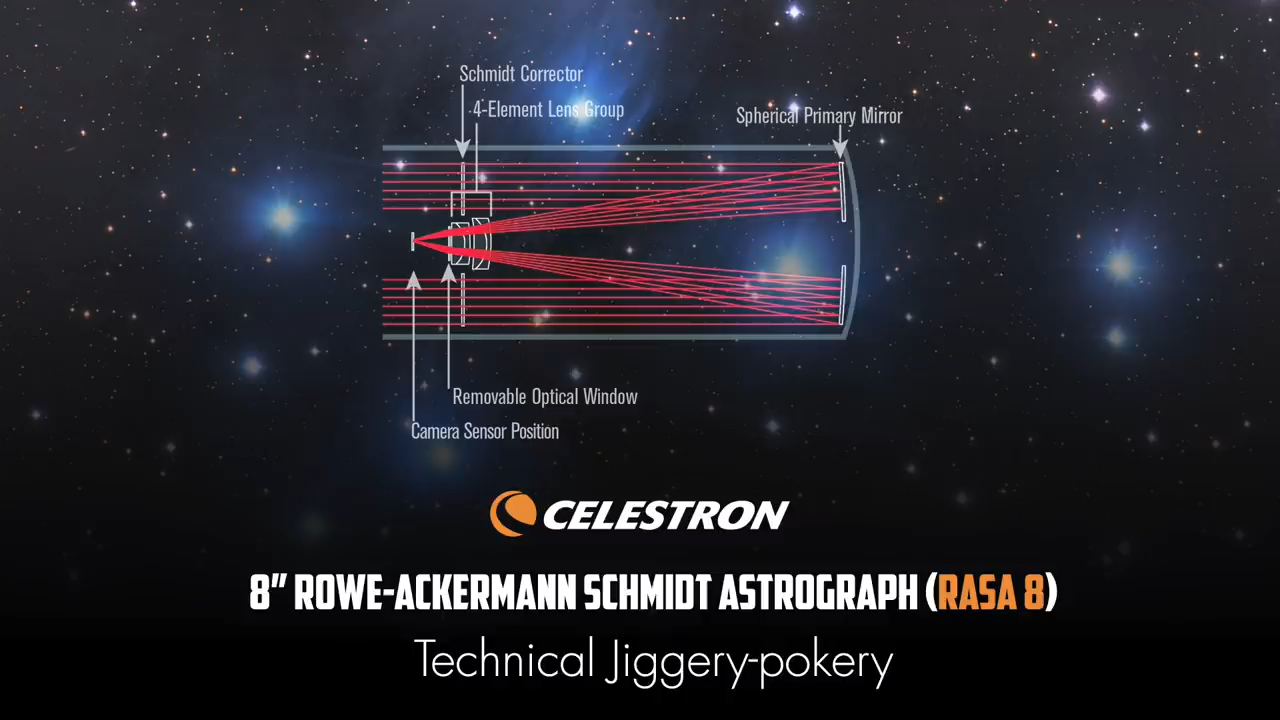 Schmidt Corrector
4-Element Lens Group
Spherical Primary Mirror
Removable Optical Window
Camera Sensor Position
CELESTRON
8" ROWE-ACKERMANN SCHMIDT ASTROGRAPH (RASA 8)
Technical Jiggery-pokery